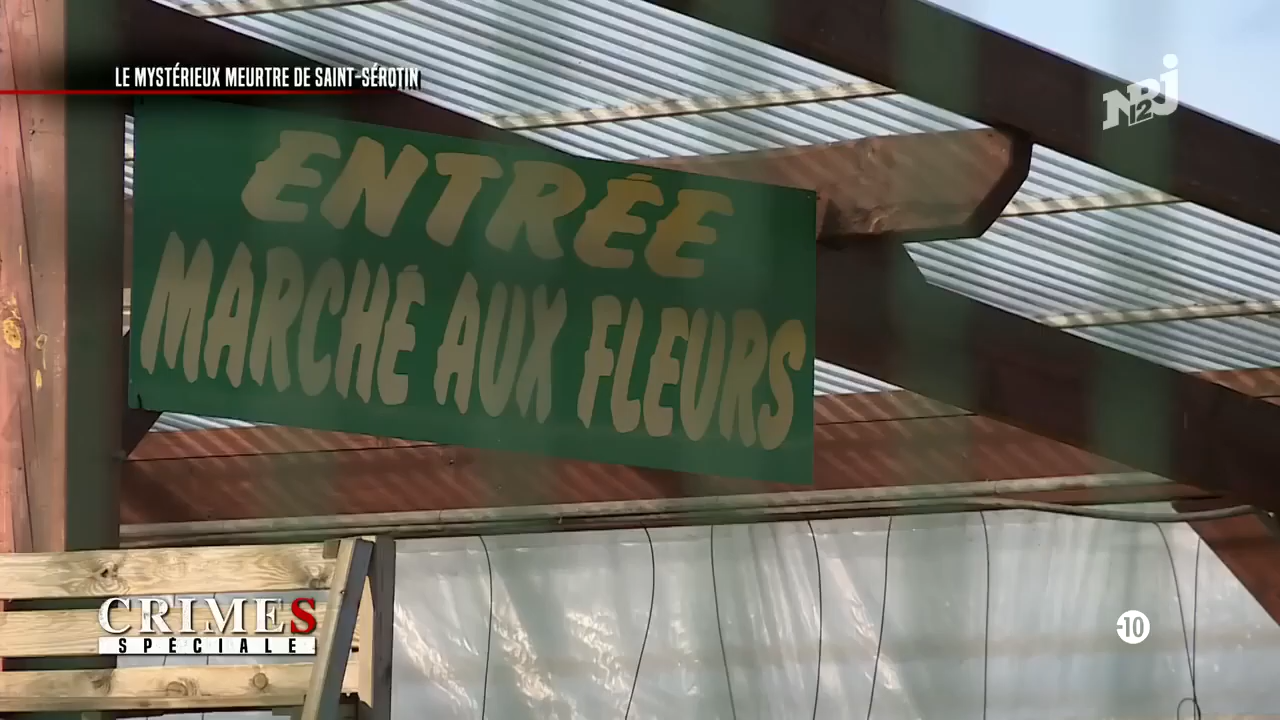 LE MYSTÉRIEUX MEURTRE DE SAINT-SÉROTIN
NRJ12
ENTRÉE
MARCHÉ AUX FLEURS
CRIMES
SPÉCIALE
-10